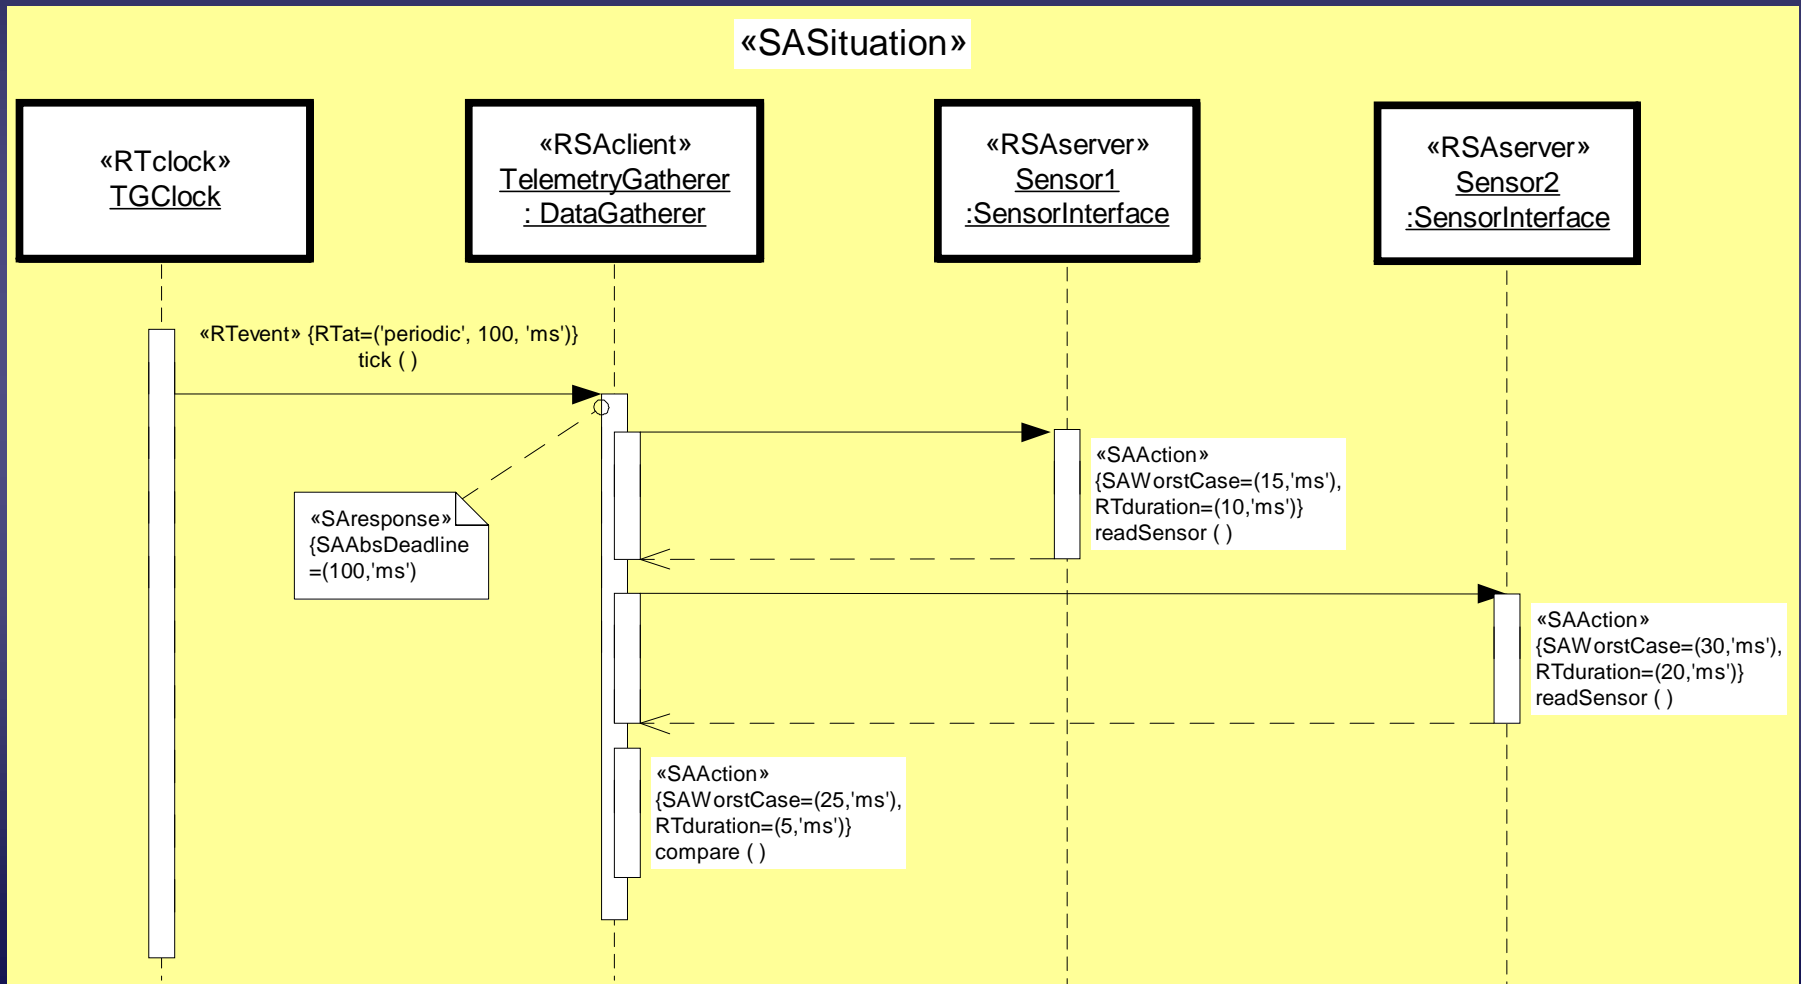 «SASituation»
«RTclock»
TGClock
«RSAclient»
TelemetryGatherer
: DataGatherer
«RSAserver»
Sensor1
:SensorInterface
«RSAserver»
Sensor2
:SensorInterface
«RTevent» {RTat=('periodic', 100, 'ms')}
tick ( )
«SAAction»
{SAWorstCase=(15,'ms'),
RTduration=(10,'ms')}
readSensor ( )
«SAresponse»
{SAAbsDeadline
=(100,'ms')
«SAAction»
{SAWorstCase=(30,'ms'),
RTduration=(20,'ms')}
readSensor ( )
«SAAction»
{SAWorstCase=(25,'ms'),
RTduration=(5,'ms')}
compare ( )